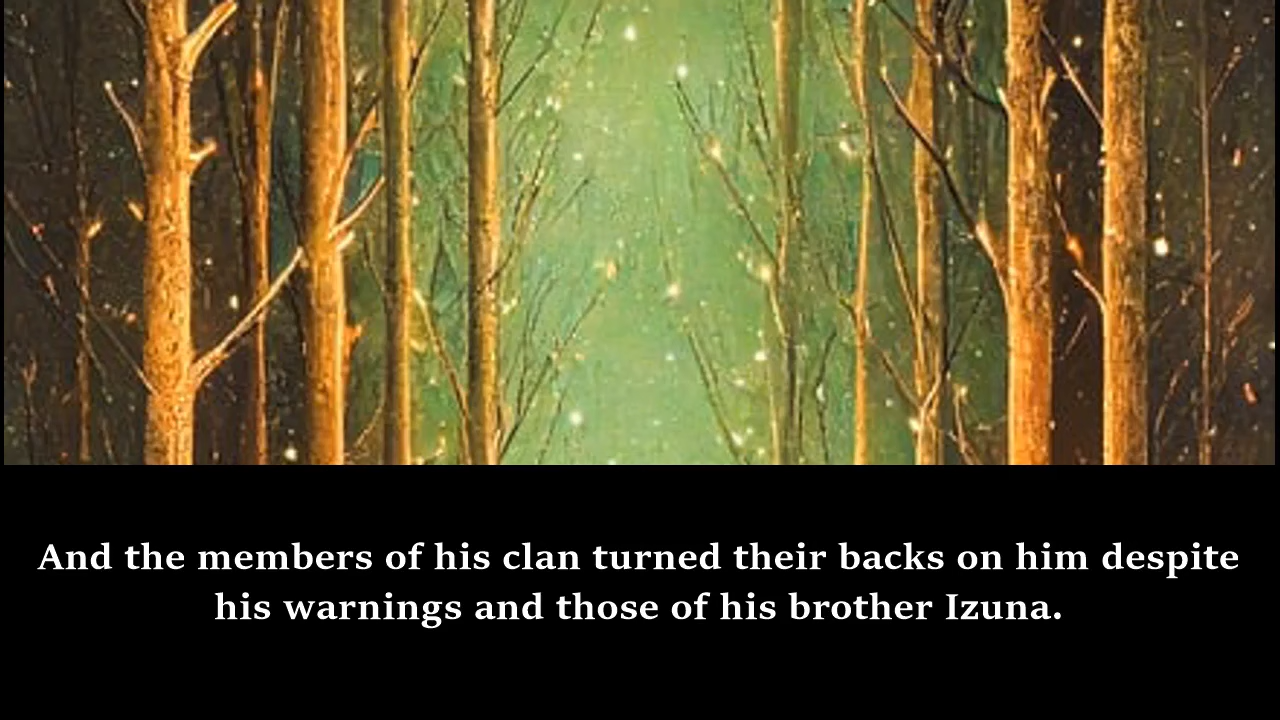 And the members of his clan turned their backs on him despite
his warnings and those of his brother Izuna.